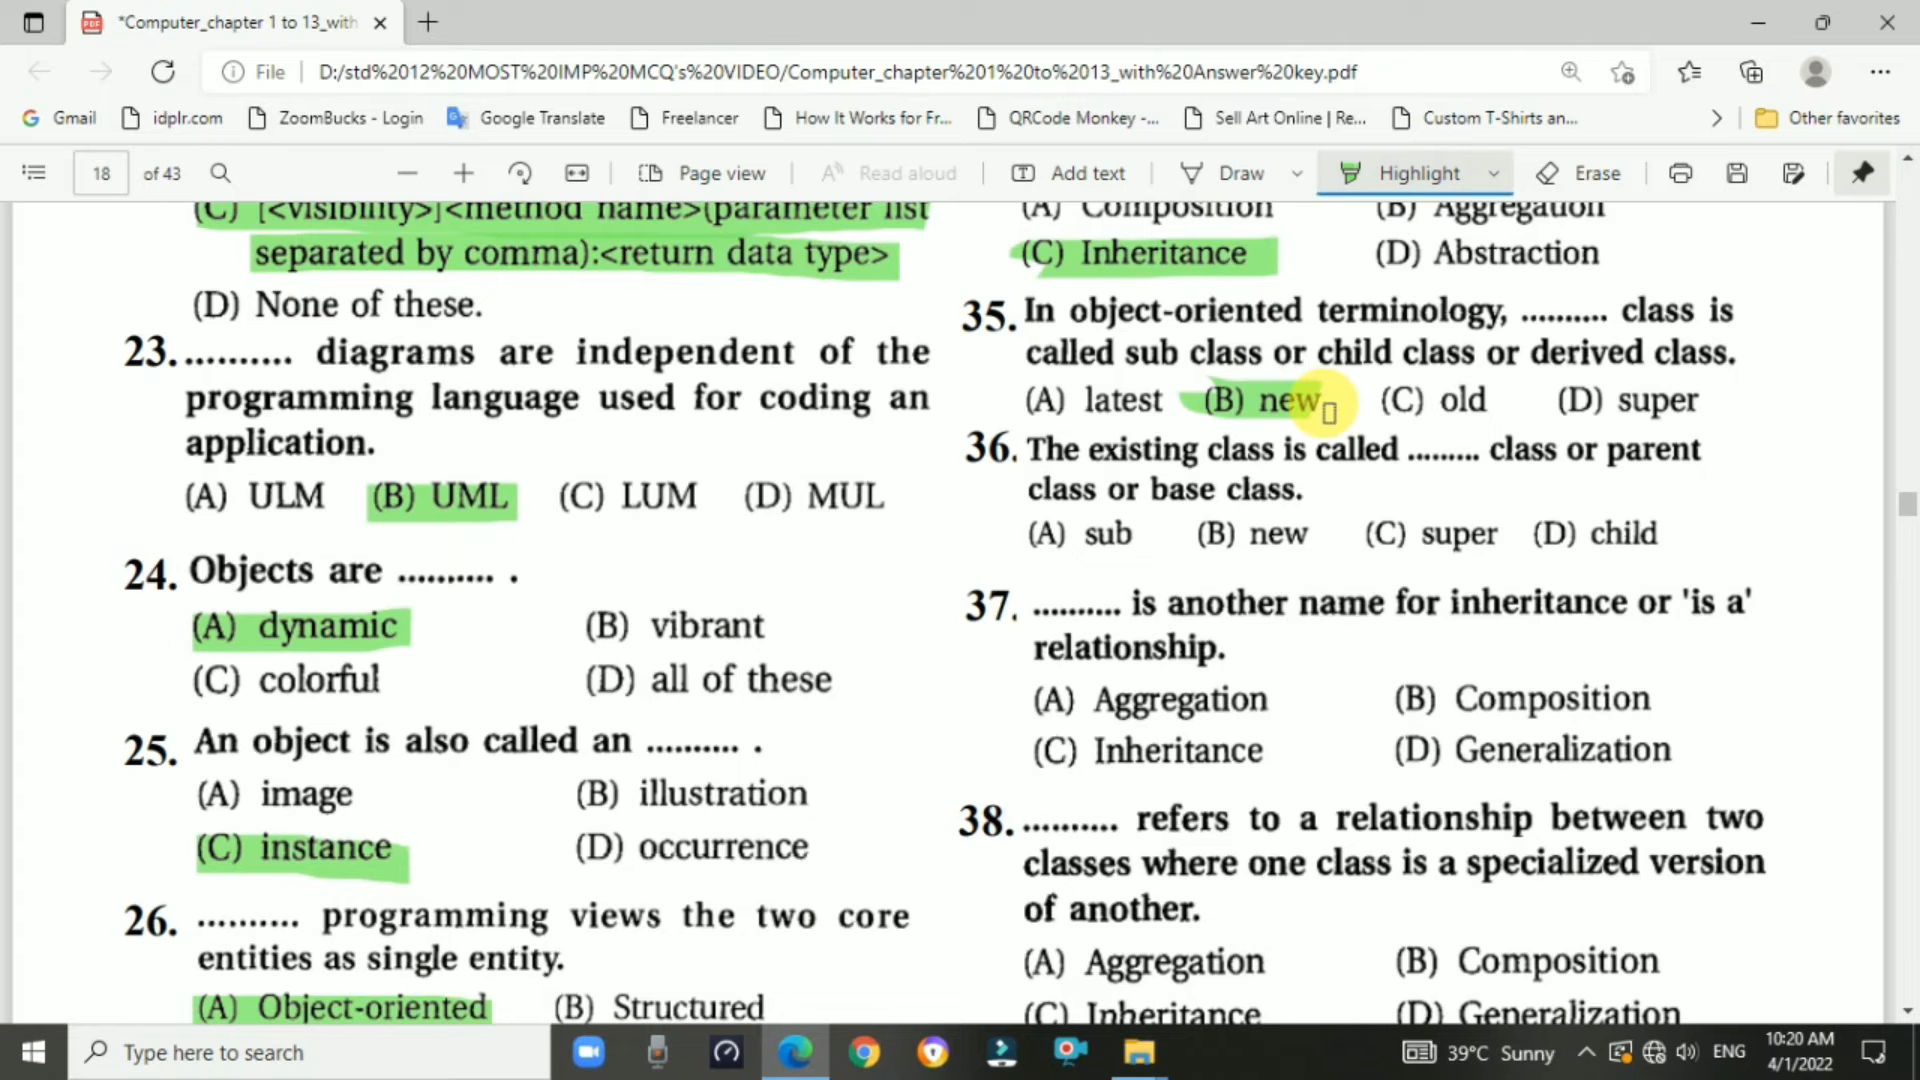 *Computer_chapter 1 to 13_with
File
D:/std%2012%20MOST%20IMP%20MCQ's%20VIDEO/Computer_chapter%201%20to%2013_with%20Answer%20key.pdf
Gmail
idplr.com
ZoomBucks - Login
Google Translate
Freelancer
How It Works for Fr...
QRCode Monkey -...
Sell Art Online | Re...
Custom T-Shirts an...
Other favorites
18 of 43
Page view
Read aloud
Add text
Draw
Highlight
Erase
(C) [<visibility>]<method name>(parameter list
separated by comma):<return data type>
(D) None of these.
23. .......... diagrams are independent of the
programming language used for coding an
application.
(A) ULM (B) UML (C) LUM (D) MUL
24. Objects are .......... .
(A) dynamic (B) vibrant
(C) colorful (D) all of these
25. An object is also called an .......... .
(A) image (B) illustration
(C) instance (D) occurrence
26. .......... programming views the two core
entities as single entity.
(A) Object-oriented (B) Structured
(A) Composition (B) Aggregation
(C) Inheritance (D) Abstraction
35. In object-oriented terminology, .......... class is
called sub class or child class or derived class.
(A) latest (B) new (C) old (D) super
36. The existing class is called ......... class or parent
class or base class.
(A) sub (B) new (C) super (D) child
37. .......... is another name for inheritance or 'is a'
relationship.
(A) Aggregation (B) Composition
(C) Inheritance (D) Generalization
38. .......... refers to a relationship between two
classes where one class is a specialized version
of another.
(A) Aggregation (B) Composition
(C) Inheritance (D) Generalization
Type here to search
39°C Sunny
ENG
10:20 AM
4/1/2022